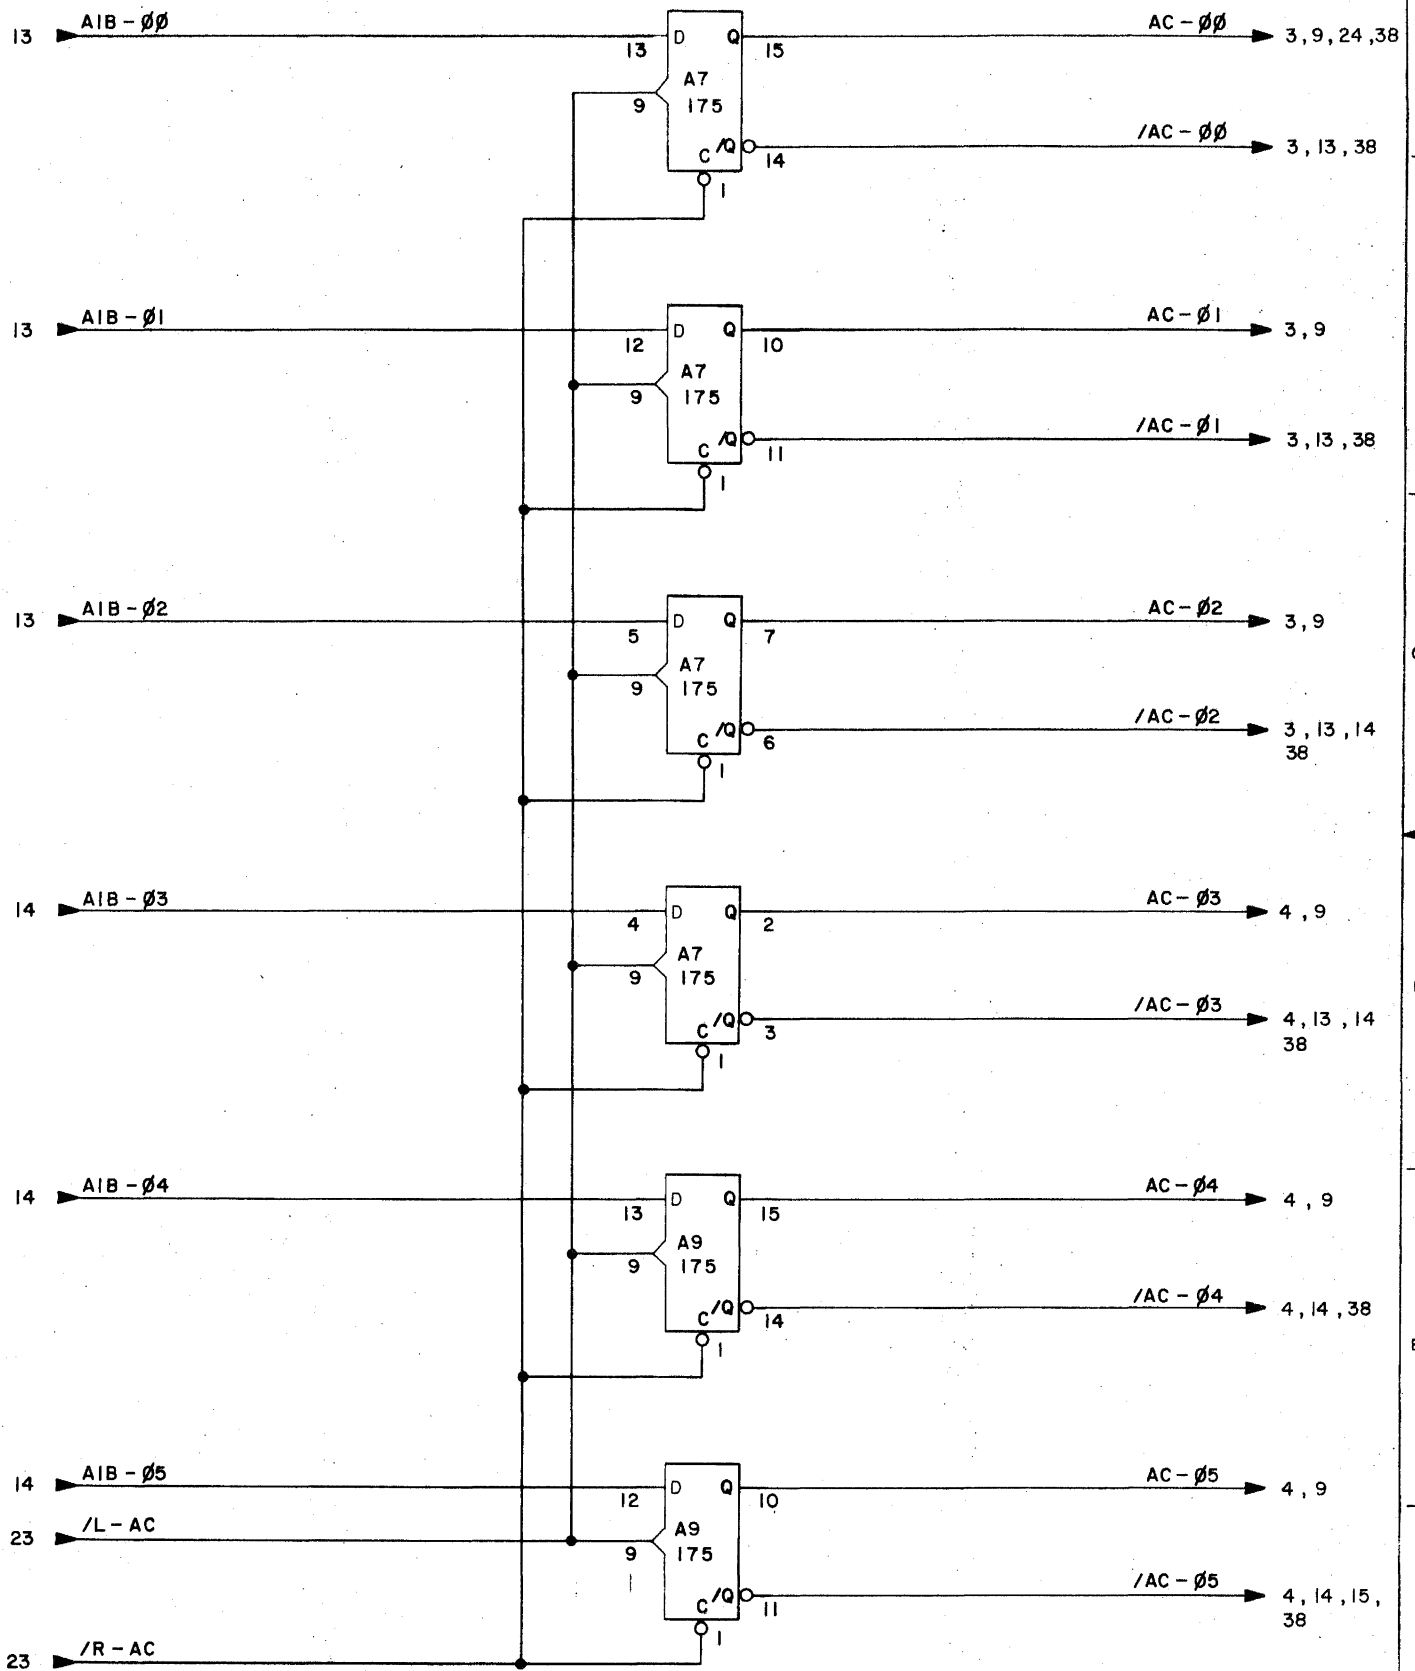 13 AIB-ØØ 13 D Q 15 AC-ØØ 3,9,24,38
A7
9 175
/AC-ØØ
C /Q 14 3,13,38
1
13 AIB-Ø1 12 D Q 10 AC-Ø1 3,9
A7
9 175
/AC-Ø1
C /Q 11 3,13,38
1
13 AIB-Ø2 5 D Q 7 AC-Ø2 3,9
A7
9 175
/AC-Ø2
C /Q 6 3,13,14
38
1
14 AIB-Ø3 4 D Q 2 AC-Ø3 4,9
A7
9 175
/AC-Ø3
C /Q 3 4,13,14
38
1
14 AIB-Ø4 13 D Q 15 AC-Ø4 4,9
A9
9 175
/AC-Ø4
C /Q 14 4,14,38
1
14 AIB-Ø5 12 D Q 10 AC-Ø5 4,9
23 /L-AC A9
9 175
/AC-Ø5
C /Q 11 4,14,15,
38
1
23 /R-AC